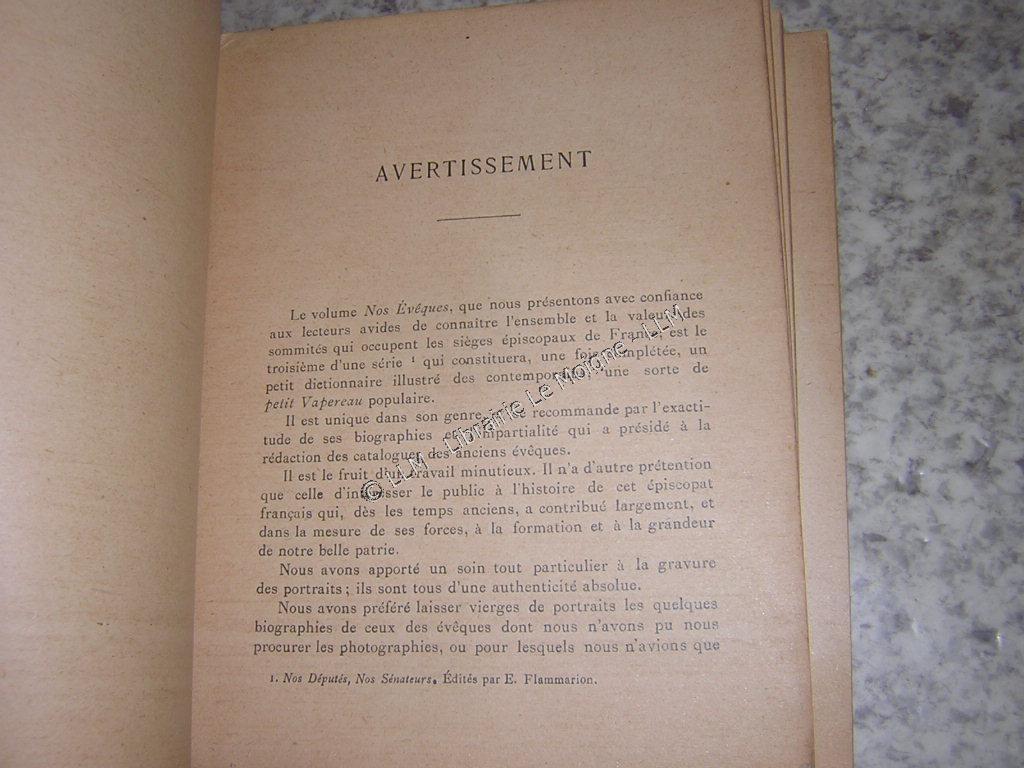 AVERTISSEMENT
Le volume Nos Évêques, que nous présentons avec confiance
aux lecteurs avides de connaître l'ensemble et la valeur des
sommités qui occupent les sièges épiscopaux de France, est le
troisième d'une série 1 qui constituera, une fois complétée, un
petit dictionnaire illustré des contemporains, une sorte de
petit Vapereau populaire.
Il est unique dans son genre et se recommande par l'exacti-
tude de ses biographies et l'impartialité qui a présidé à la
rédaction des catalogues des anciens évêques.
Il est le fruit d'un travail minutieux. Il n'a d'autre prétention
que celle d'intéresser le public à l'histoire de cet épiscopat
français qui, dès les temps anciens, a contribué largement, et
dans la mesure de ses forces, à la formation et à la grandeur
de notre belle patrie.
Nous avons apporté un soin tout particulier à la gravure
des portraits ; ils sont tous d'une authenticité absolue.
Nous avons préféré laisser vierges de portraits les quelques
biographies de ceux des évêques dont nous n'avons pu nous
procurer les photographies, ou pour lesquels nous n'avions que
1. Nos Députés, Nos Sénateurs. Édités par E. Flammarion.
© LLM - Librairie Le Moigne - LLM